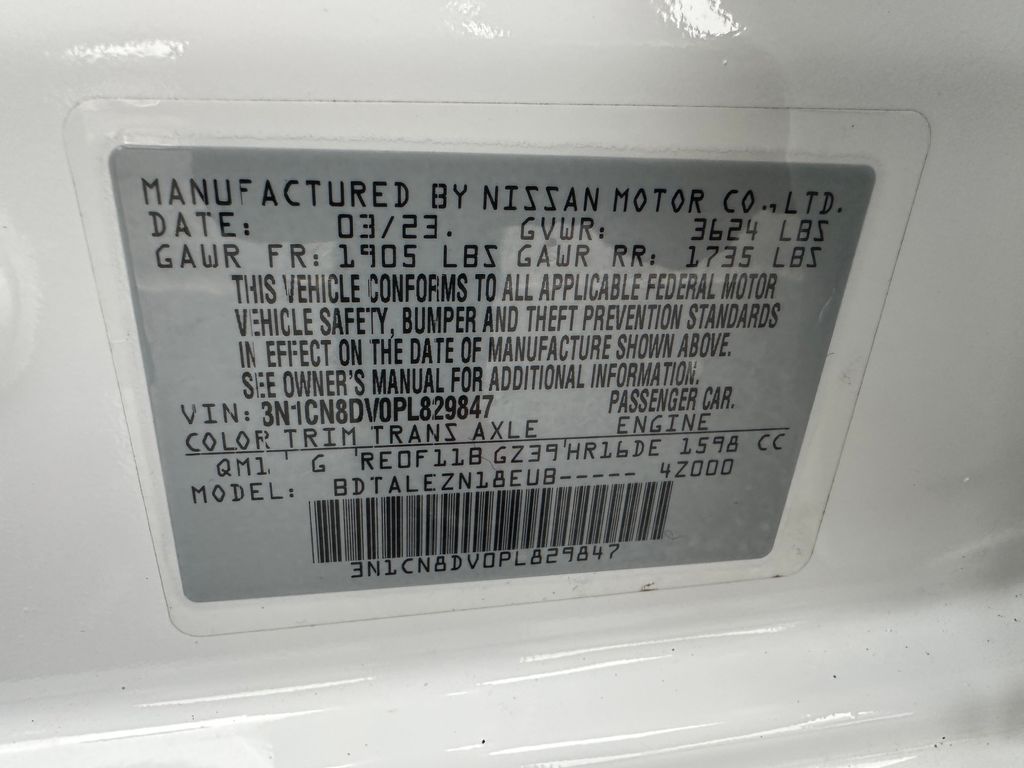 MANUFACTURED BY NISSAN MOTOR CO., LTD.
DATE: 03/23. GVWR: 3624 LBS
GAWR FR: 1905 LBS GAWR RR: 1735 LBS
THIS VEHICLE CONFORMS TO ALL APPLICABLE FEDERAL MOTOR
VEHICLE SAFETY, BUMPER AND THEFT PREVENTION STANDARDS
IN EFFECT ON THE DATE OF MANUFACTURE SHOWN ABOVE.
SEE OWNER'S MANUAL FOR ADDITIONAL INFORMATION.
VIN: 3N1CN8DV0PL829847 PASSENGER CAR.
COLOR TRIM TRANS AXLE ENGINE
QM1 G RE0F11B GZ39 HR16DE 1598 CC
MODEL: BDTALEZN18EUB----- 4Z000
3N1CN8DV0PL829847